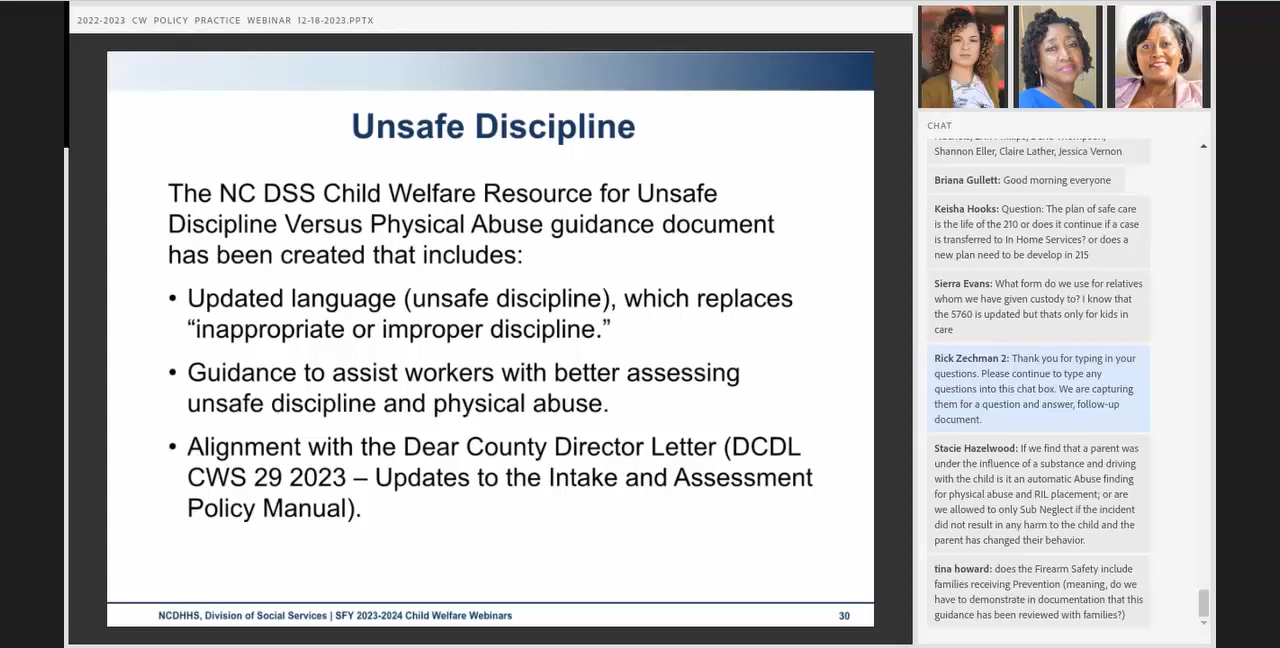 2022-2023 CW POLICY PRACTICE WEBINAR 12-18-2023.PPTX
Unsafe Discipline
The NC DSS Child Welfare Resource for Unsafe
Discipline Versus Physical Abuse guidance document
has been created that includes:
• Updated language (unsafe discipline), which replaces
“inappropriate or improper discipline.”
• Guidance to assist workers with better assessing
unsafe discipline and physical abuse.
• Alignment with the Dear County Director Letter (DCDL
CWS 29 2023 – Updates to the Intake and Assessment
Policy Manual).
NCDHHS, Division of Social Services | SFY 2023-2024 Child Welfare Webinars
30
CHAT
Shannon Eller, Claire Lather, Jessica Vernon
Briana Gullett: Good morning everyone
Keisha Hooks: Question: The plan of safe care
is the life of the 210 or does it continue if a case
is transferred to In Home Services? or does a
new plan need to be develop in 215
Sierra Evans: What form do we use for relatives
whom we have given custody to? I know that
the 5760 is updated but thats only for kids in
care
Rick Zechman 2: Thank you for typing in your
questions. Please continue to type any
questions into this chat box. We are capturing
them for a question and answer, follow-up
document.
Stacie Hazelwood: If we find that a parent was
under the influence of a substance and driving
with the child is it an automatic Abuse finding
for physical abuse and RIL placement; or are
we allowed to only Sub Neglect if the incident
did not result in any harm to the child and the
parent has changed their behavior.
tina howard: does the Firearm Safety include
families receiving Prevention (meaning, do we
have to demonstrate in documentation that this
guidance has been reviewed with families?)